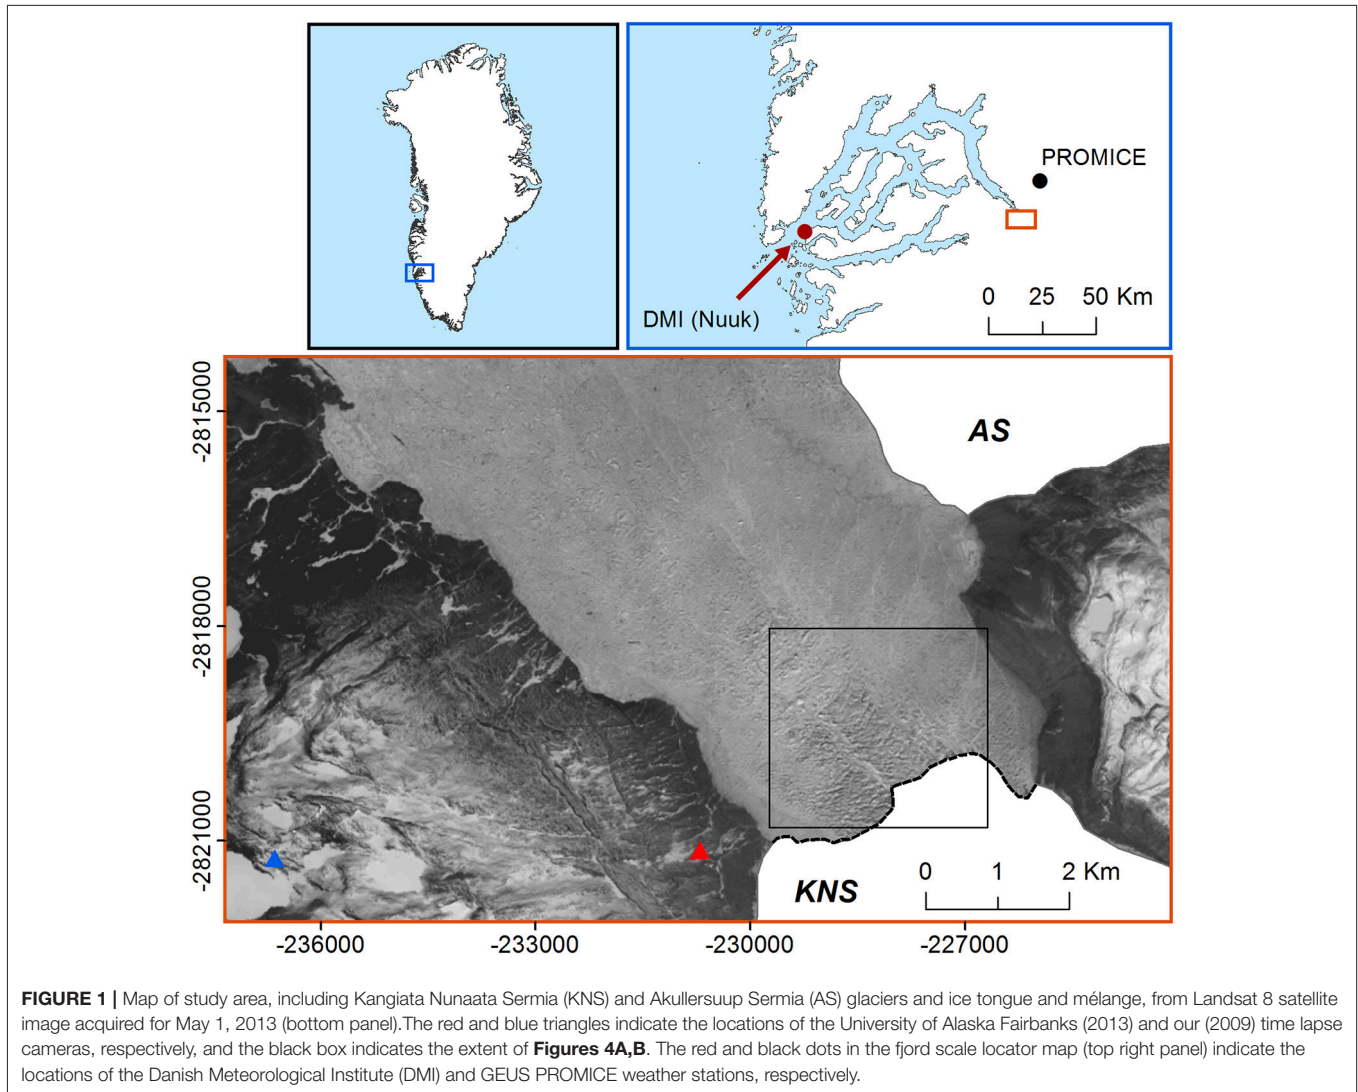 PROMICE
DMI (Nuuk)
0 25 50 Km
-2815000
-2818000
-2821000
AS
KNS
0 1 2 Km
-236000 -233000 -230000 -227000
FIGURE 1 | Map of study area, including Kangiata Nunaata Sermia (KNS) and Akullersuup Sermia (AS) glaciers and ice tongue and mélange, from Landsat 8 satellite
image acquired for May 1, 2013 (bottom panel).The red and blue triangles indicate the locations of the University of Alaska Fairbanks (2013) and our (2009) time lapse
cameras, respectively, and the black box indicates the extent of Figures 4A,B. The red and black dots in the fjord scale locator map (top right panel) indicate the
locations of the Danish Meteorological Institute (DMI) and GEUS PROMICE weather stations, respectively.